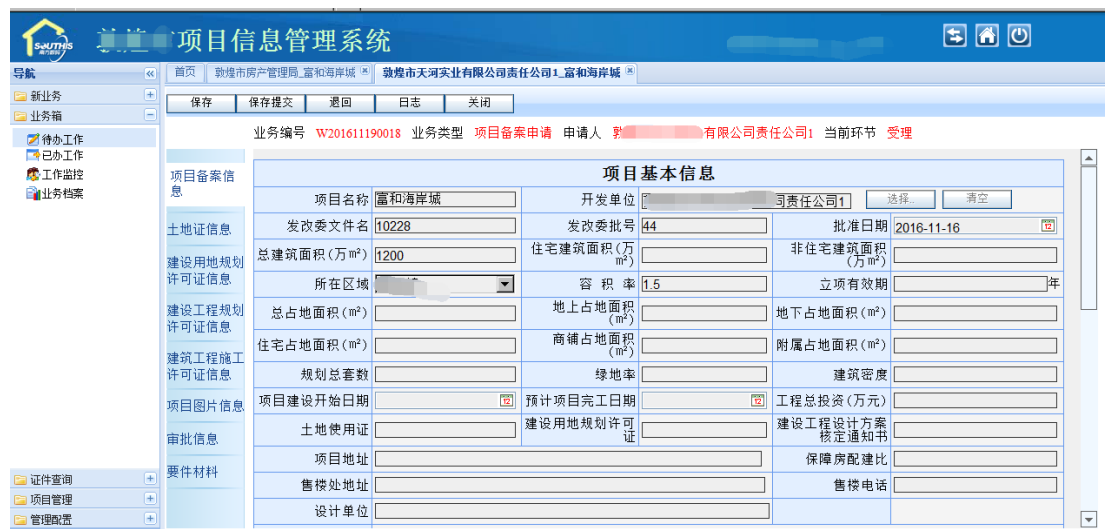 SOUTHIS
南方数码
项目信息管理系统
导航
首页 敦煌市房产管理局_富和海岸城 敦煌市天河实业有限公司责任公司1_富和海岸城
新业务
业务箱
待办工作
已办工作
工作监控
业务档案
证件查询
项目管理
管理配置
保存 保存提交 退回 日志 关闭
业务编号 W201611190018 业务类型 项目备案申请 申请人 有限公司责任公司1 当前环节 受理
项目备案信息
土地证信息
建设用地规划
许可证信息
建设工程规划
许可证信息
建筑工程施工
许可证信息
项目图片信息
审批信息
要件材料
项目基本信息
项目名称 富和海岸城 开发单位 司责任公司1 选择.. 清空
发改委文件名 10228 发改委批号 44 批准日期 2016-11-16
总建筑面积(万㎡) 1200 住宅建筑面积(万㎡) 非住宅建筑面积(万㎡)
所在区域 容 积 率 1.5 立项有效期 年
总占地面积(㎡) 地上占地面积(㎡) 地下占地面积(㎡)
住宅占地面积(㎡) 商铺占地面积(㎡) 附属占地面积(㎡)
规划总套数 绿地率 建筑密度
项目建设开始日期 预计项目完工日期 工程总投资(万元)
土地使用证 建设用地规划许可证 建设工程设计方案核定通知书
项目地址 保障房配建比
售楼处地址 售楼电话
设计单位